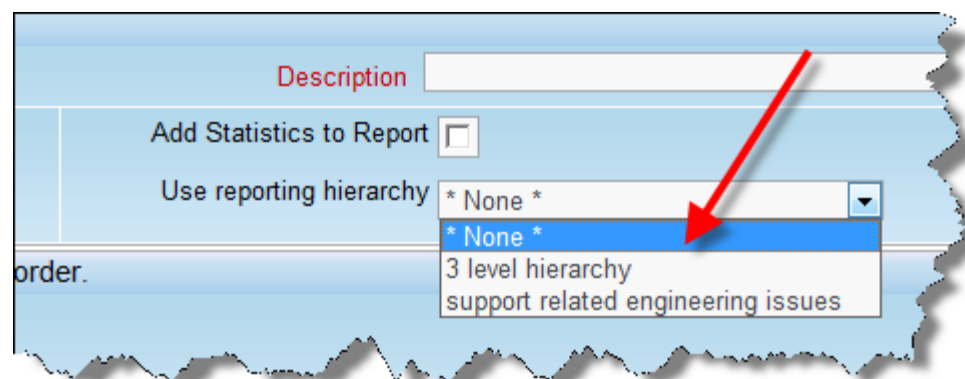 Description
Add Statistics to Report
Use reporting hierarchy * None *
* None *
3 level hierarchy
support related engineering issues
order.